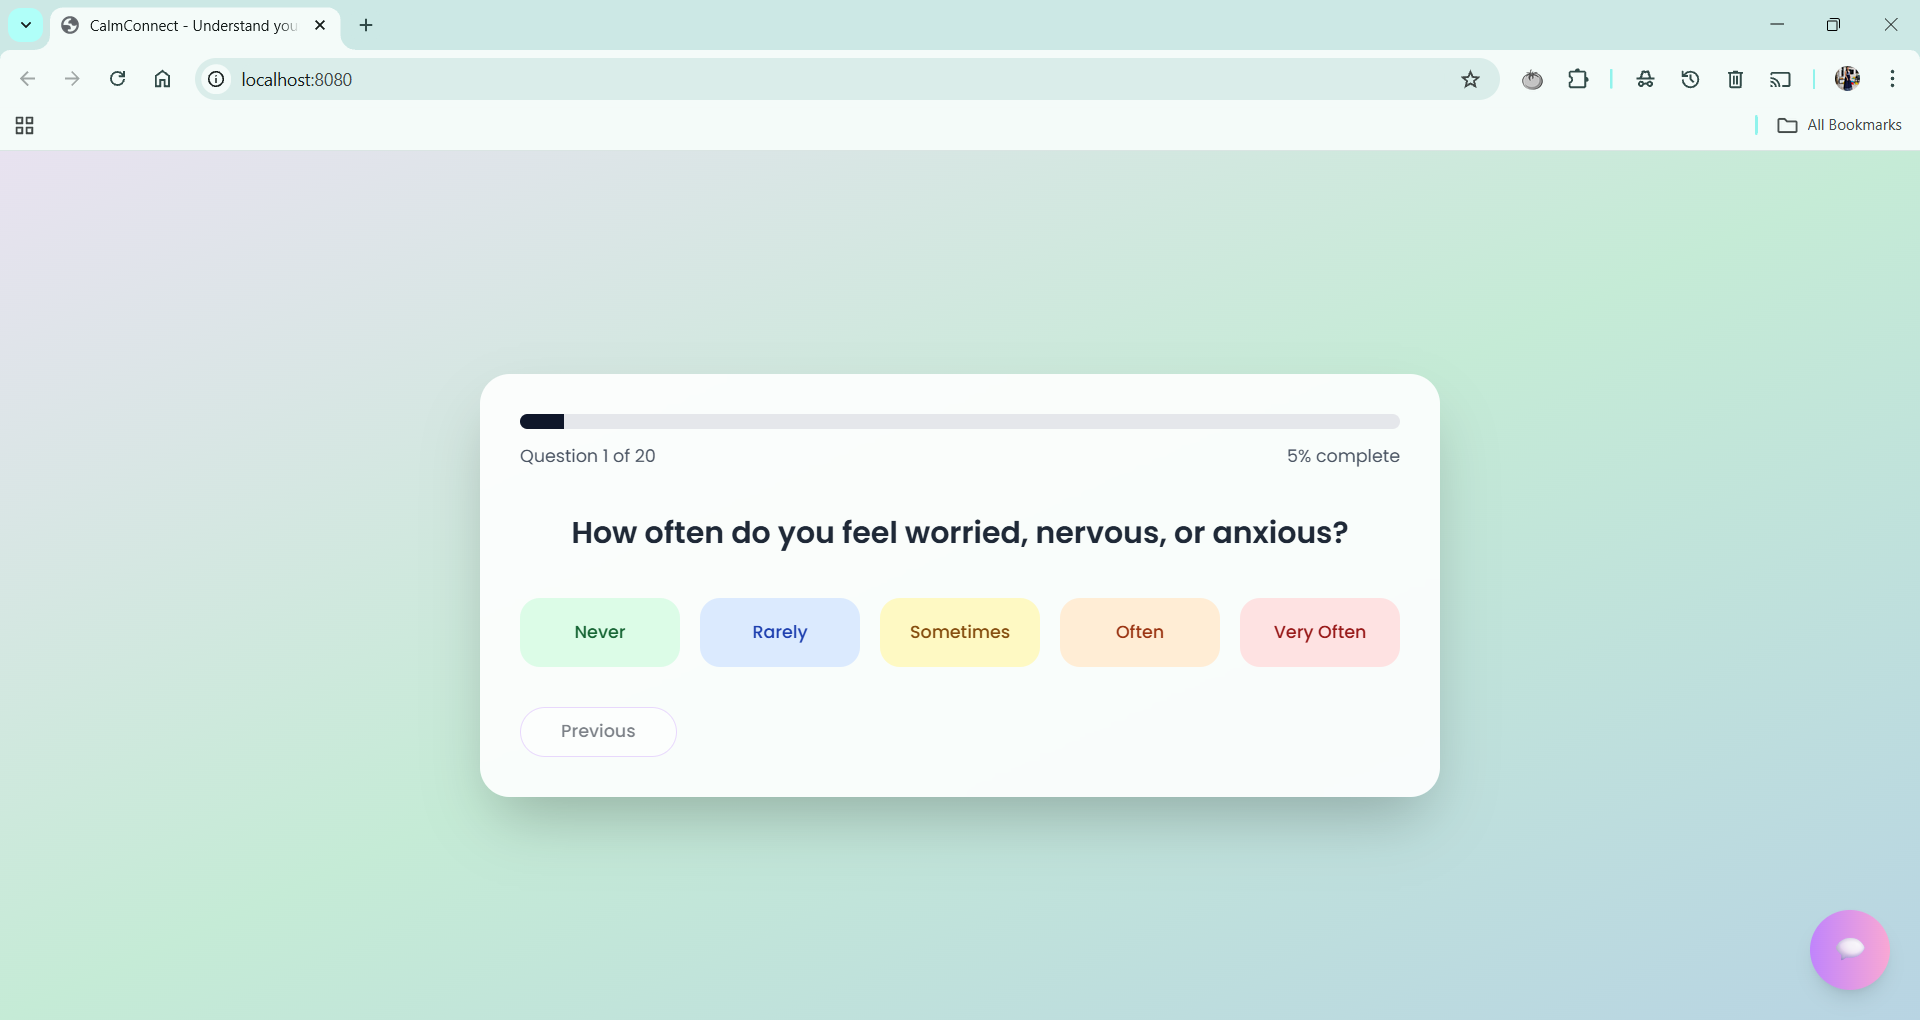 CalmConnect - Understand you
localhost:8080
All Bookmarks
Question 1 of 20
5% complete
How often do you feel worried, nervous, or anxious?
Never
Rarely
Sometimes
Often
Very Often
Previous